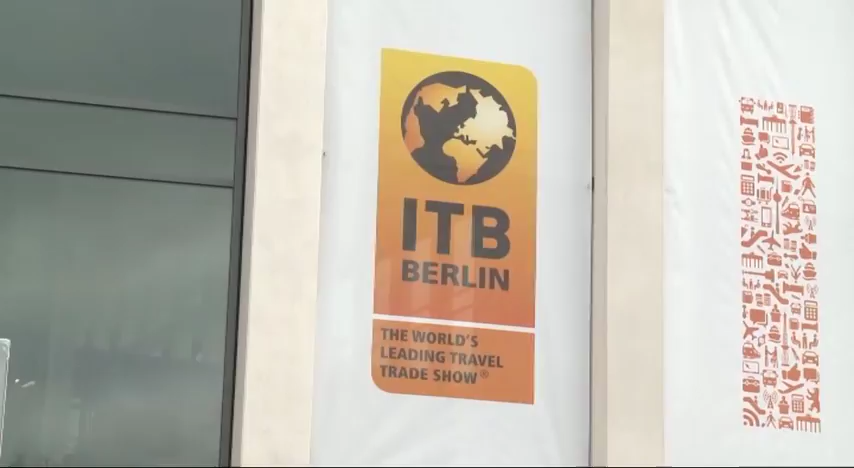 ITB
BERLIN
THE WORLD'S
LEADING TRAVEL
TRADE SHOW®